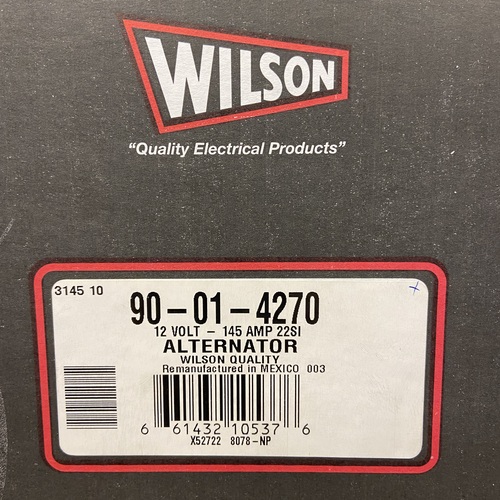 WILSON
“Quality Electrical Products”
3145 10
90-01-4270
12 VOLT - 145 AMP 22SI
ALTERNATOR
WILSON QUALITY
Remanufactured in MEXICO 003
6 61432 10537 6
X52722 8078-NP